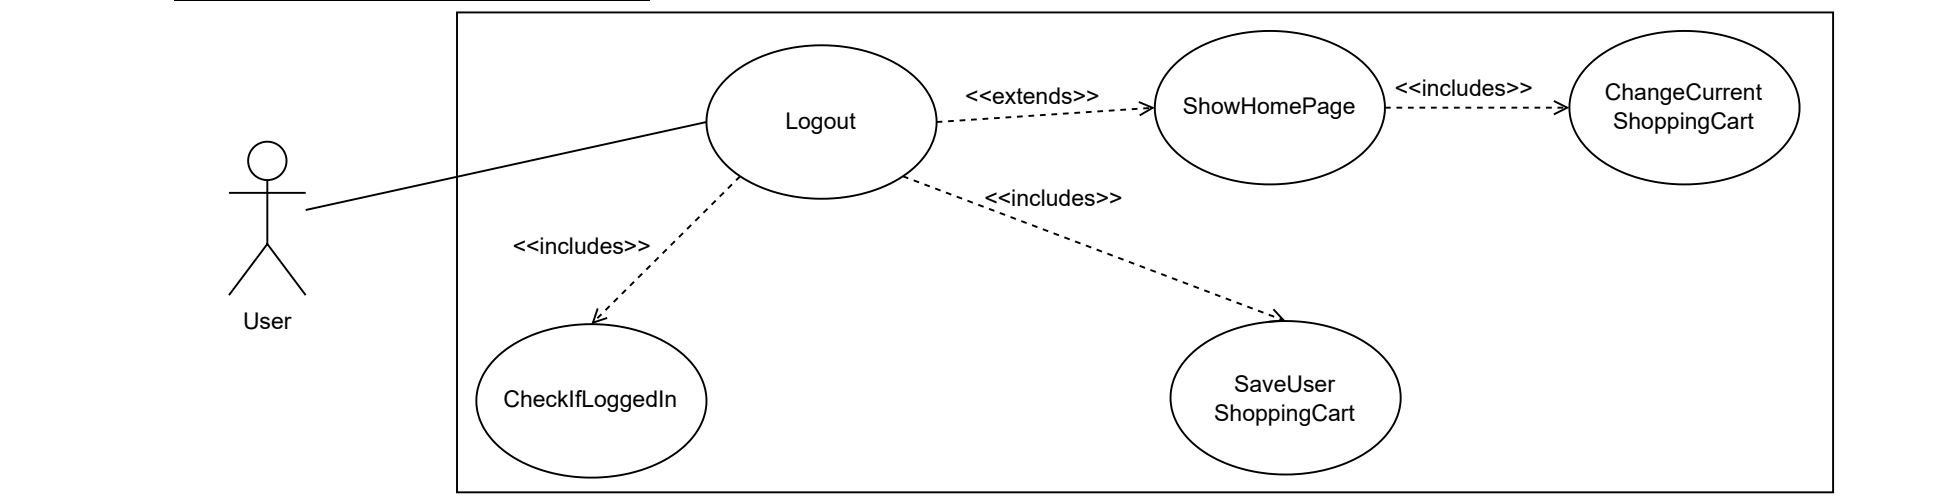 Logout
<<extends>>
ShowHomePage
<<includes>>
ChangeCurrent
ShoppingCart
<<includes>>
<<includes>>
User
CheckIfLoggedIn
SaveUser
ShoppingCart